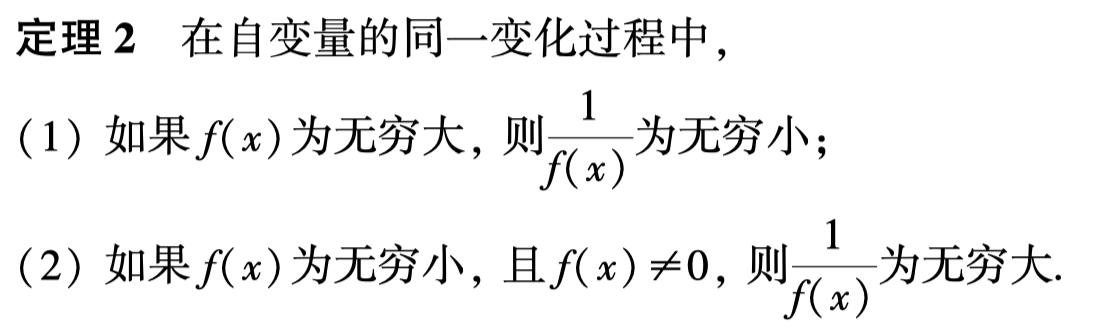 定理 2 在自变量的同一变化过程中，
（1）如果 f(x) 为无穷大，则 \frac{1}{f(x)} 为无穷小；
（2）如果 f(x) 为无穷小，且 f(x) ≠ 0，则 \frac{1}{f(x)} 为无穷大.